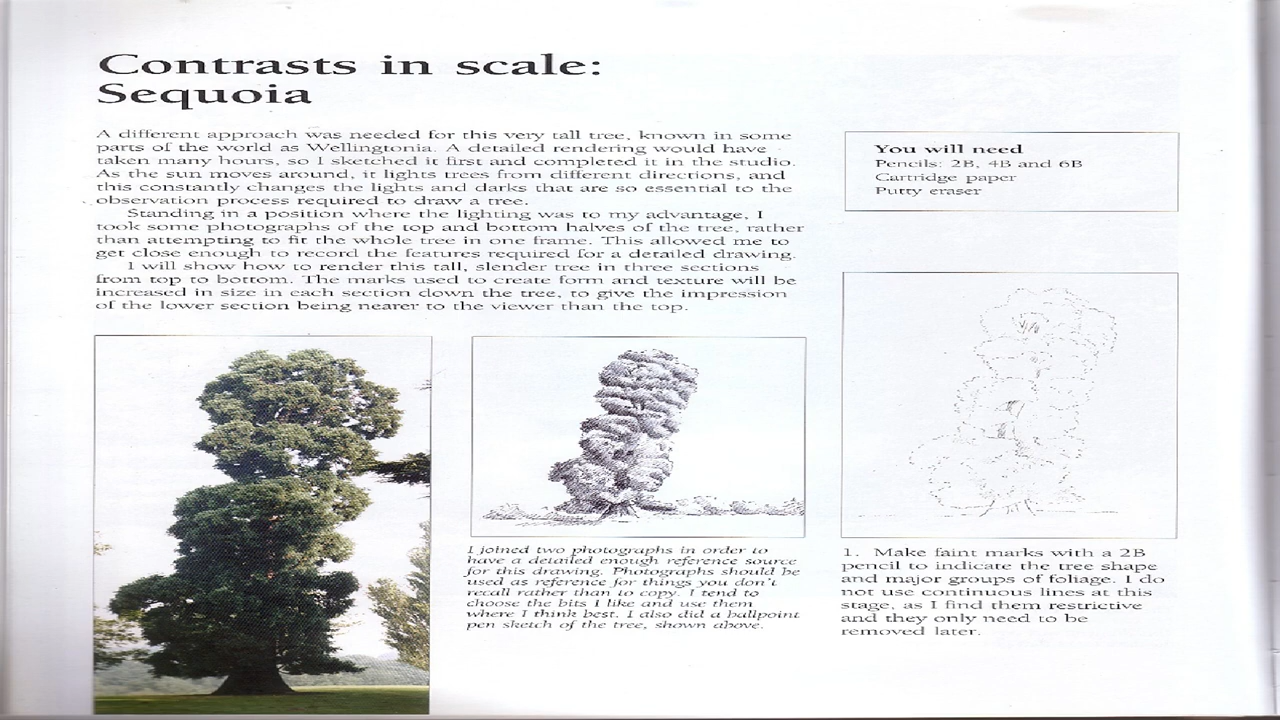 Contrasts in scale:
Sequoia
A different approach was needed for this very tall tree, known in some
parts of the world as Wellingtonia. A detailed rendering would have
taken many hours, so I sketched it first and completed it in the studio.
As the sun moves around, it lights trees from different directions, and
this constantly changes the lights and darks that are so essential to the
observation process required to draw a tree.
Standing in a position where the lighting was to my advantage, I
took some photographs of the top and bottom halves of the tree, rather
than attempting to fit the whole tree in one frame. This allowed me to
get close enough to record the features required for a detailed drawing.
I will show how to render this tall, slender tree in three sections
from top to bottom. The marks used to create form and texture will be
increased in size in each section down the tree, to give the impression
of the lower section being nearer to the viewer than the top.
You will need
Pencils: 2B, 4B and 6B
Cartridge paper
Putty eraser
I joined two photographs in order to
have a detailed enough reference source
for this drawing. Photographs should be
used as reference for things you don't
recall rather than to copy. I tend to
choose the bits I like and use them
where I think best. I also did a ballpoint
pen sketch of the tree, shown above.
1. Make faint marks with a 2B
pencil to indicate the tree shape
and major groups of foliage. I do
not use continuous lines at this
stage, as I find them restrictive
and they only need to be
removed later.